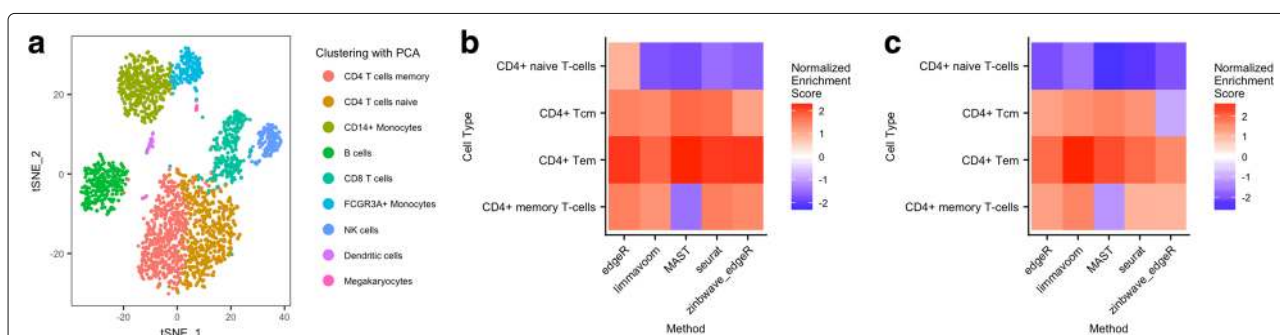 a
tSNE_2
20
0
-20
-20
0
20
40
tSNE_1
Clustering with PCA
CD4 T cells memory
CD4 T cells naive
CD14+ Monocytes
B cells
CD8 T cells
FCGR3A+ Monocytes
NK cells
Dendritic cells
Megakaryocytes
b
Cell Type
CD4+ naive T-cells
CD4+ Tcm
CD4+ Tem
CD4+ memory T-cells
edgeR
limmavoom
MAST
seurat
zinbwave_edgeR
Method
Normalized
Enrichment
Score
2
1
0
-1
-2
c
Cell Type
CD4+ naive T-cells
CD4+ Tcm
CD4+ Tem
CD4+ memory T-cells
edgeR
limmavoom
MAST
seurat
zinbwave_edgeR
Method
Normalized
Enrichment
Score
2
1
0
-1
-2